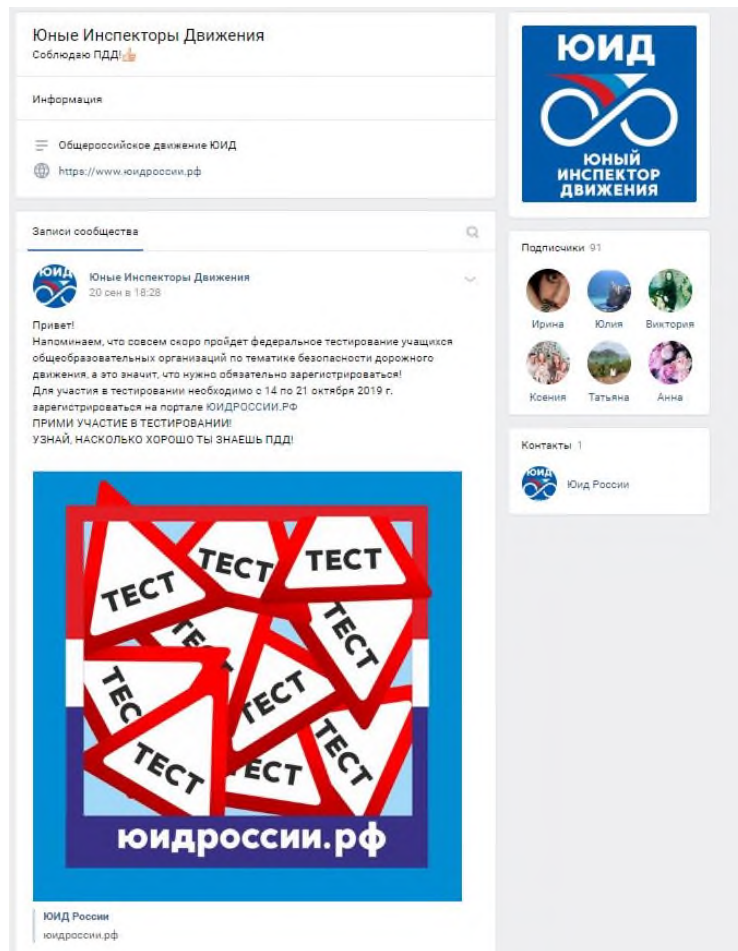 Юные Инспекторы Движения
Соблюдаю ПДД!
Информация
Общероссийское движение ЮИД
https://www.юидроссии.рф
Записи сообщества
ЮИД
Юные Инспекторы Движения
20 сен в 18:28
Привет!
Напоминаем, что совсем скоро пройдет федеральное тестирование учащихся
общеобразовательных организаций по тематике безопасности дорожного
движения, а это значит, что нужно обязательно зарегистрироваться!
Для участия в тестировании необходимо с 14 по 21 октября 2019 г.
зарегистрироваться на портале ЮИДРОССИИ.РФ
ПРИМИ УЧАСТИЕ В ТЕСТИРОВАНИИ!
УЗНАЙ, НАСКОЛЬКО ХОРОШО ТЫ ЗНАЕШЬ ПДД!
ТЕСТ
ТЕСТ
ТЕСТ
ТЕС
ТЕСТ
ТЕС
ЕСТ
ТЕСТ
ЕСТ
ТЕСТ
юидроссии.рф
ЮИД России
юидроссии.рф
ЮИД
ЮНЫЙ
ИНСПЕКТОР
ДВИЖЕНИЯ
Подписчики 91
Ирина Юлия Виктория
Ксения Татьяна Анна
Контакты 1
ЮИД
Юид России